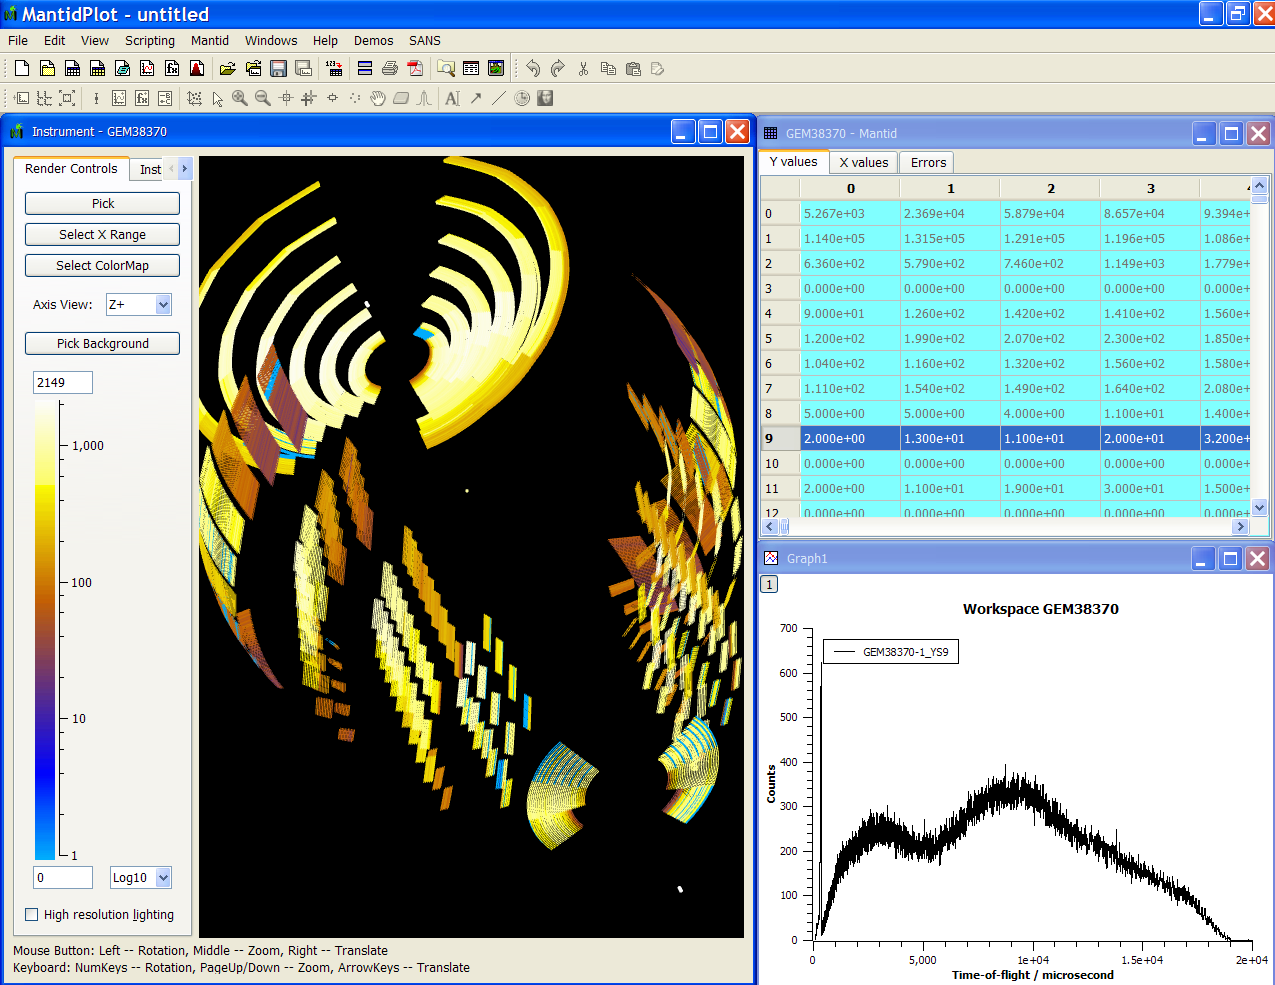 MantidPlot - untitled
File Edit View Scripting Mantid Windows Help Demos SANS
Instrument - GEM38370
Render Controls Inst
Pick
Select X Range
Select ColorMap
Axis View: Z+
Pick Background
2149
1,000
100
10
1
0 Log10
High resolution lighting
Mouse Button: Left -- Rotation, Middle -- Zoom, Right -- Translate
Keyboard: NumKeys -- Rotation, PageUp/Down -- Zoom, ArrowKeys -- Translate
GEM38370 - Mantid
Y values X values Errors
0 1 2 3
0 5.267e+03 2.369e+04 5.879e+04 8.657e+04 9.394e+
1 1.140e+05 1.315e+05 1.291e+05 1.196e+05 1.086e+
2 6.360e+02 5.790e+02 7.460e+02 1.149e+03 1.779e+
3 0.000e+00 0.000e+00 0.000e+00 0.000e+00 0.000e+
4 9.000e+01 1.260e+02 1.420e+02 1.410e+02 1.560e+
5 1.200e+02 1.990e+02 2.070e+02 2.300e+02 1.850e+
6 1.040e+02 1.160e+02 1.320e+02 1.560e+02 1.580e+
7 1.110e+02 1.540e+02 1.490e+02 1.640e+02 2.080e+
8 5.000e+00 5.000e+00 4.000e+00 1.100e+01 1.400e+
9 2.000e+00 1.300e+01 1.100e+01 2.000e+01 3.200e+
10 0.000e+00 0.000e+00 0.000e+00 0.000e+00 0.000e+
11 2.000e+00 1.100e+01 1.900e+01 3.000e+01 1.500e+
12 0.000e+00 0.000e+00 0.000e+00 0.000e+00 0.000e+
Graph1
1
Workspace GEM38370
GEM38370-1_YS9
700
600
500
400
300
200
100
0
Counts
0 5,000 1e+04 1.5e+04 2e+04
Time-of-flight / microsecond